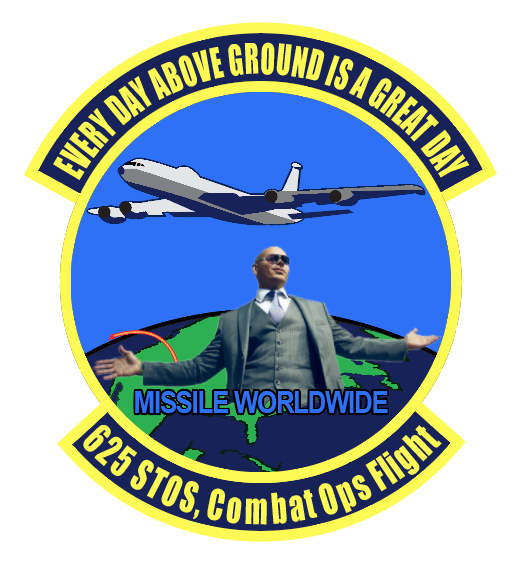 EVERY DAY ABOVE GROUND IS A GREAT DAY
MISSILE WORLDWIDE
625 STOS, Combat Ops Flight